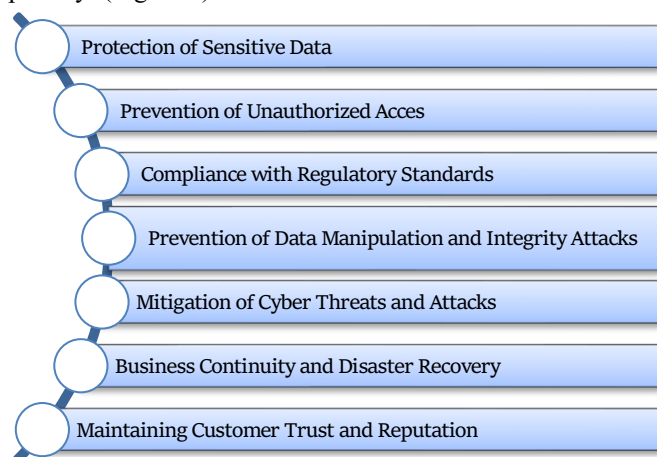 Protection of Sensitive Data
Prevention of Unauthorized Acces
Compliance with Regulatory Standards
Prevention of Data Manipulation and Integrity Attacks
Mitigation of Cyber Threats and Attacks
Business Continuity and Disaster Recovery
Maintaining Customer Trust and Reputation